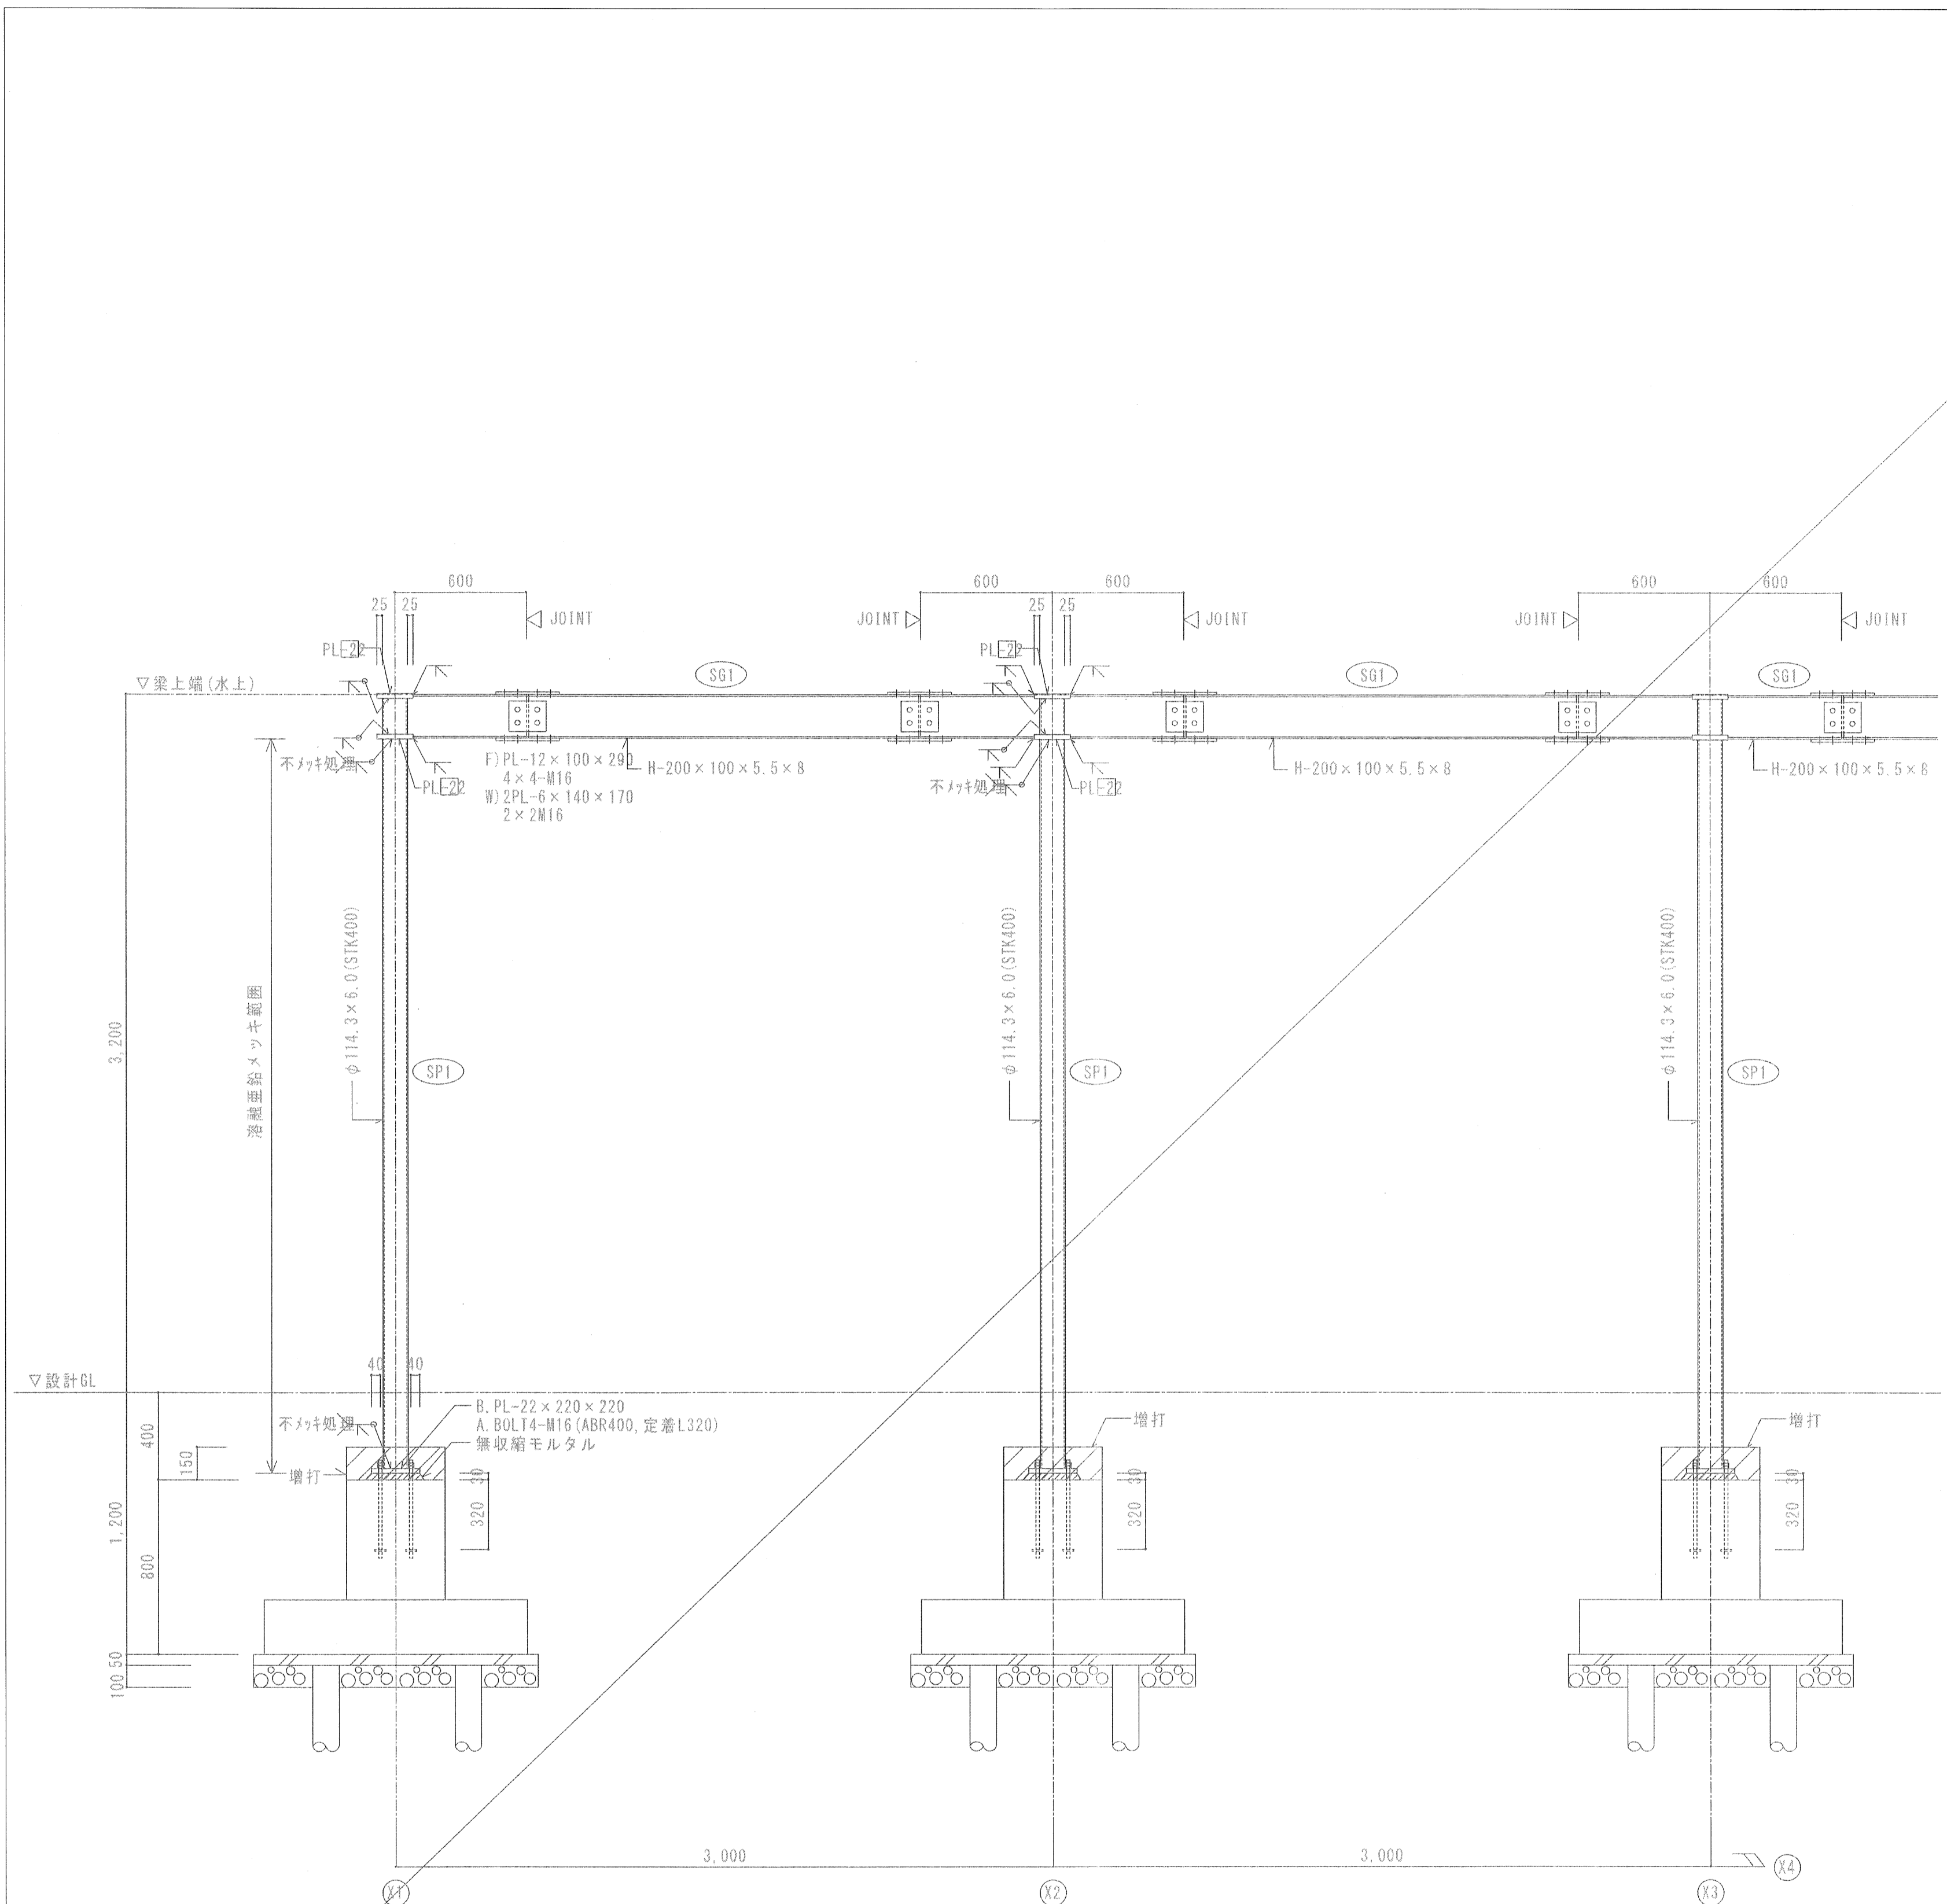 600
600
600
600
600
25
25
25
25
JOINT
JOINT
JOINT
JOINT
JOINT
PL-22
PL-22
SG1
SG1
SG1
▽梁上端(水上)
不メッキ処理
F)PL-12×100×290
4×4-M16
W)2PL-6×140×170
2×2M16
H-200×100×5.5×8
PL-22
不メッキ処理
PL-22
H-200×100×5.5×8
H-200×100×5.5×8
3,200
溶融亜鉛メッキ範囲
φ114.3×6.0(STK400)
SP1
φ114.3×6.0(STK400)
SP1
φ114.3×6.0(STK400)
SP1
▽設計GL
40
40
不メッキ処理
B.PL-22×220×220
A.BOLT4-M16(ABR400,定着L320)
無収縮モルタル
増打
増打
増打
400
150
1,200
800
100
50
30
320
30
320
30
320
3,000
3,000
X1
X2
X3
X4